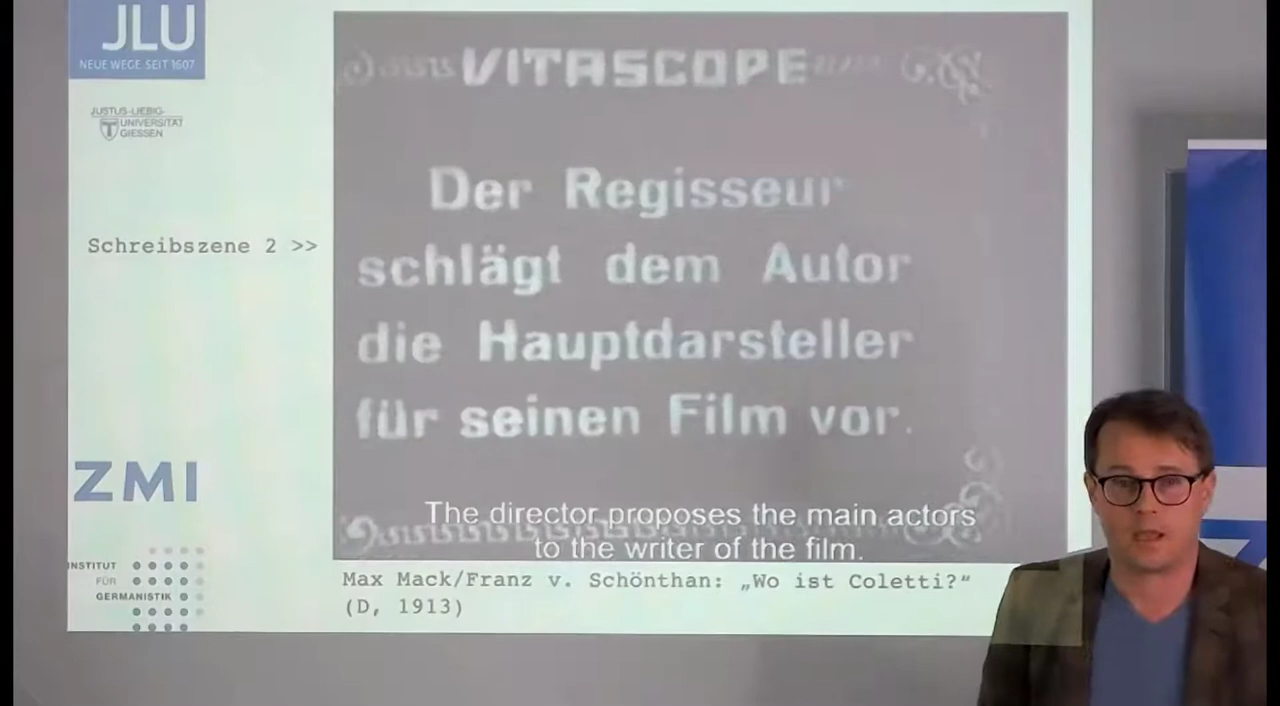 JLU
NEUE WEGE SEIT 1607
JUSTUS-LIEBIG-
UNIVERSITÄT
GIESSEN
Schreibszene 2 >>
VITASCOPE
Der Regisseur
schlägt dem Autor
die Hauptdarsteller
für seinen Film vor.
The director proposes the main actors
to the writer of the film.
ZMI
INSTITUT
FÜR
GERMANISTIK
Max Mack/Franz v. Schönthan: „Wo ist Coletti?“
(D, 1913)